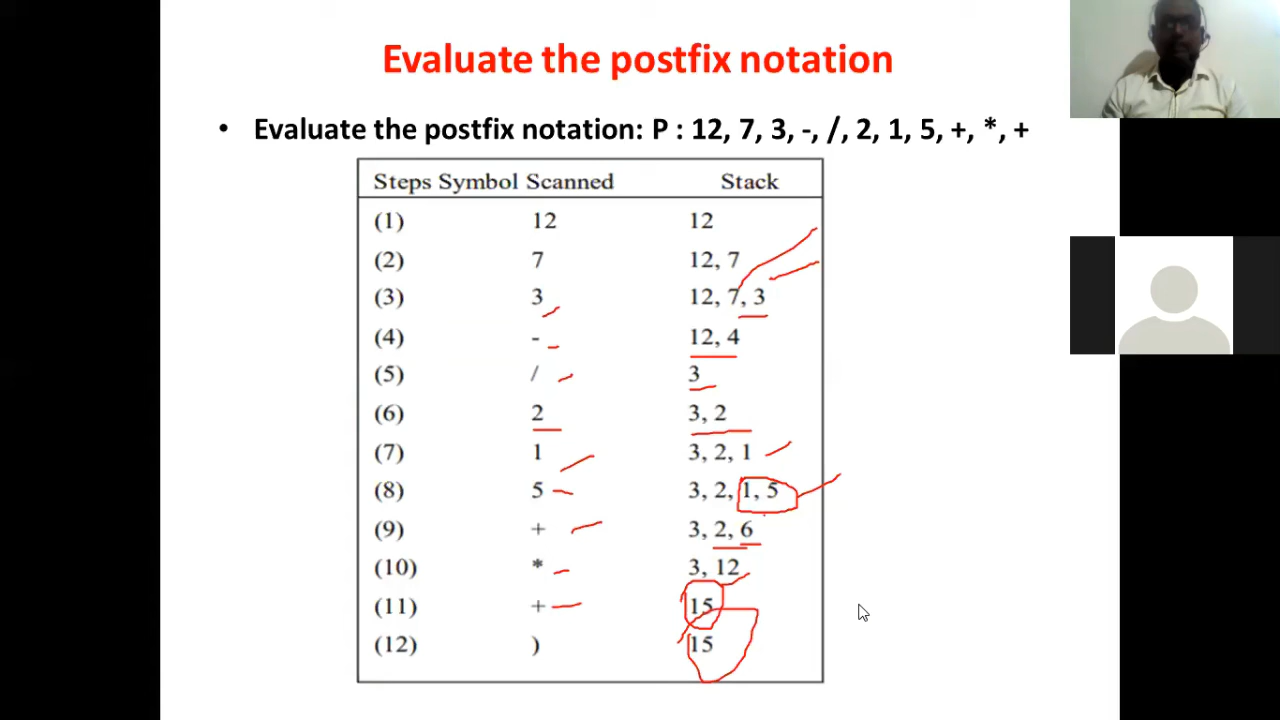 Evaluate the postfix notation
• Evaluate the postfix notation: P : 12, 7, 3, -, /, 2, 1, 5, +, *, +
Steps Symbol Scanned Stack
(1) 12 12
(2) 7 12, 7
(3) 3 12, 7, 3
(4) - 12, 4
(5) / 3
(6) 2 3, 2
(7) 1 3, 2, 1
(8) 5 3, 2, 1, 5
(9) + 3, 2, 6
(10) * 3, 12
(11) + 15
(12) ) 15